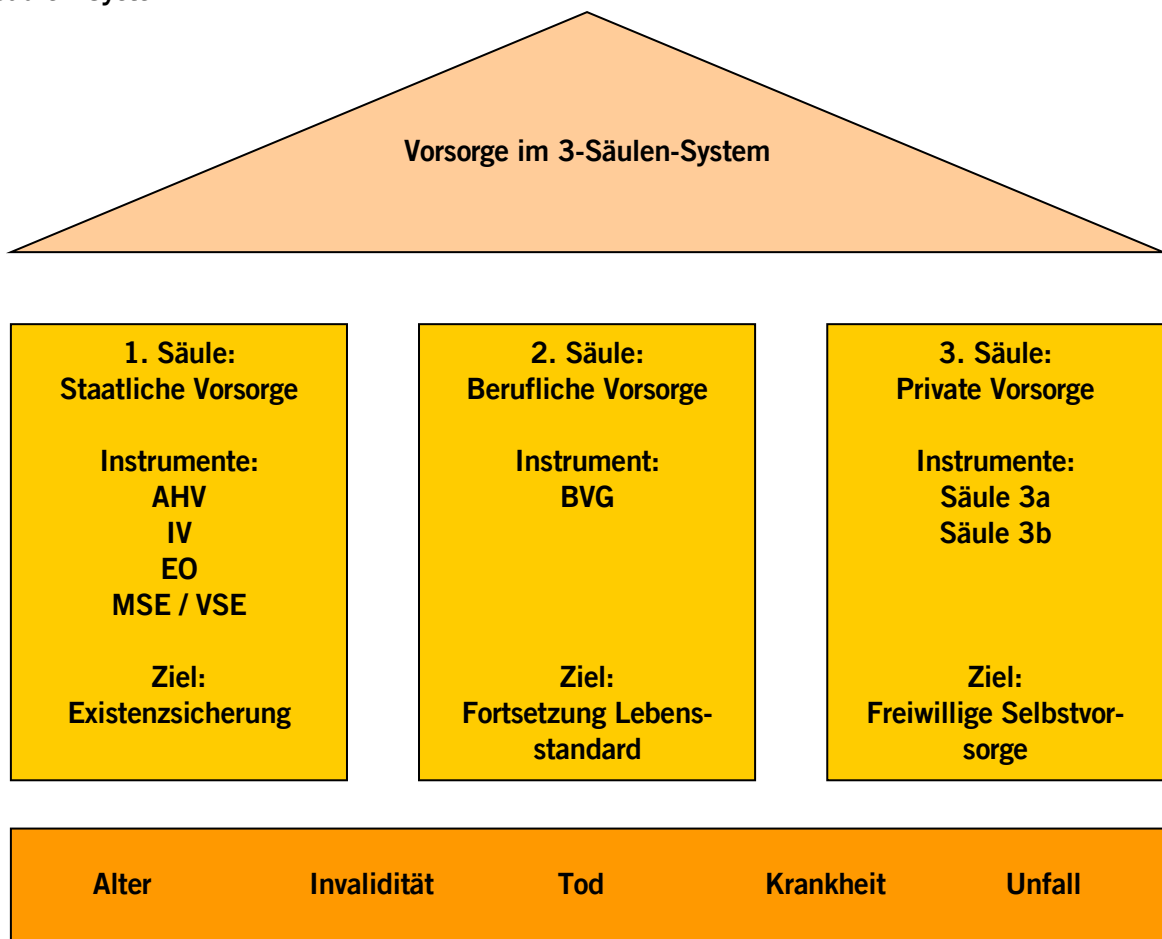 Vorsorge im 3-Säulen-System
1. Säule:
Staatliche Vorsorge
Instrumente:
AHV
IV
EO
MSE / VSE
Ziel:
Existenzsicherung
2. Säule:
Berufliche Vorsorge
Instrument:
BVG
Ziel:
Fortsetzung Lebens-
standard
3. Säule:
Private Vorsorge
Instrumente:
Säule 3a
Säule 3b
Ziel:
Freiwillige Selbstvor-
sorge
Alter Invalidität Tod Krankheit Unfall